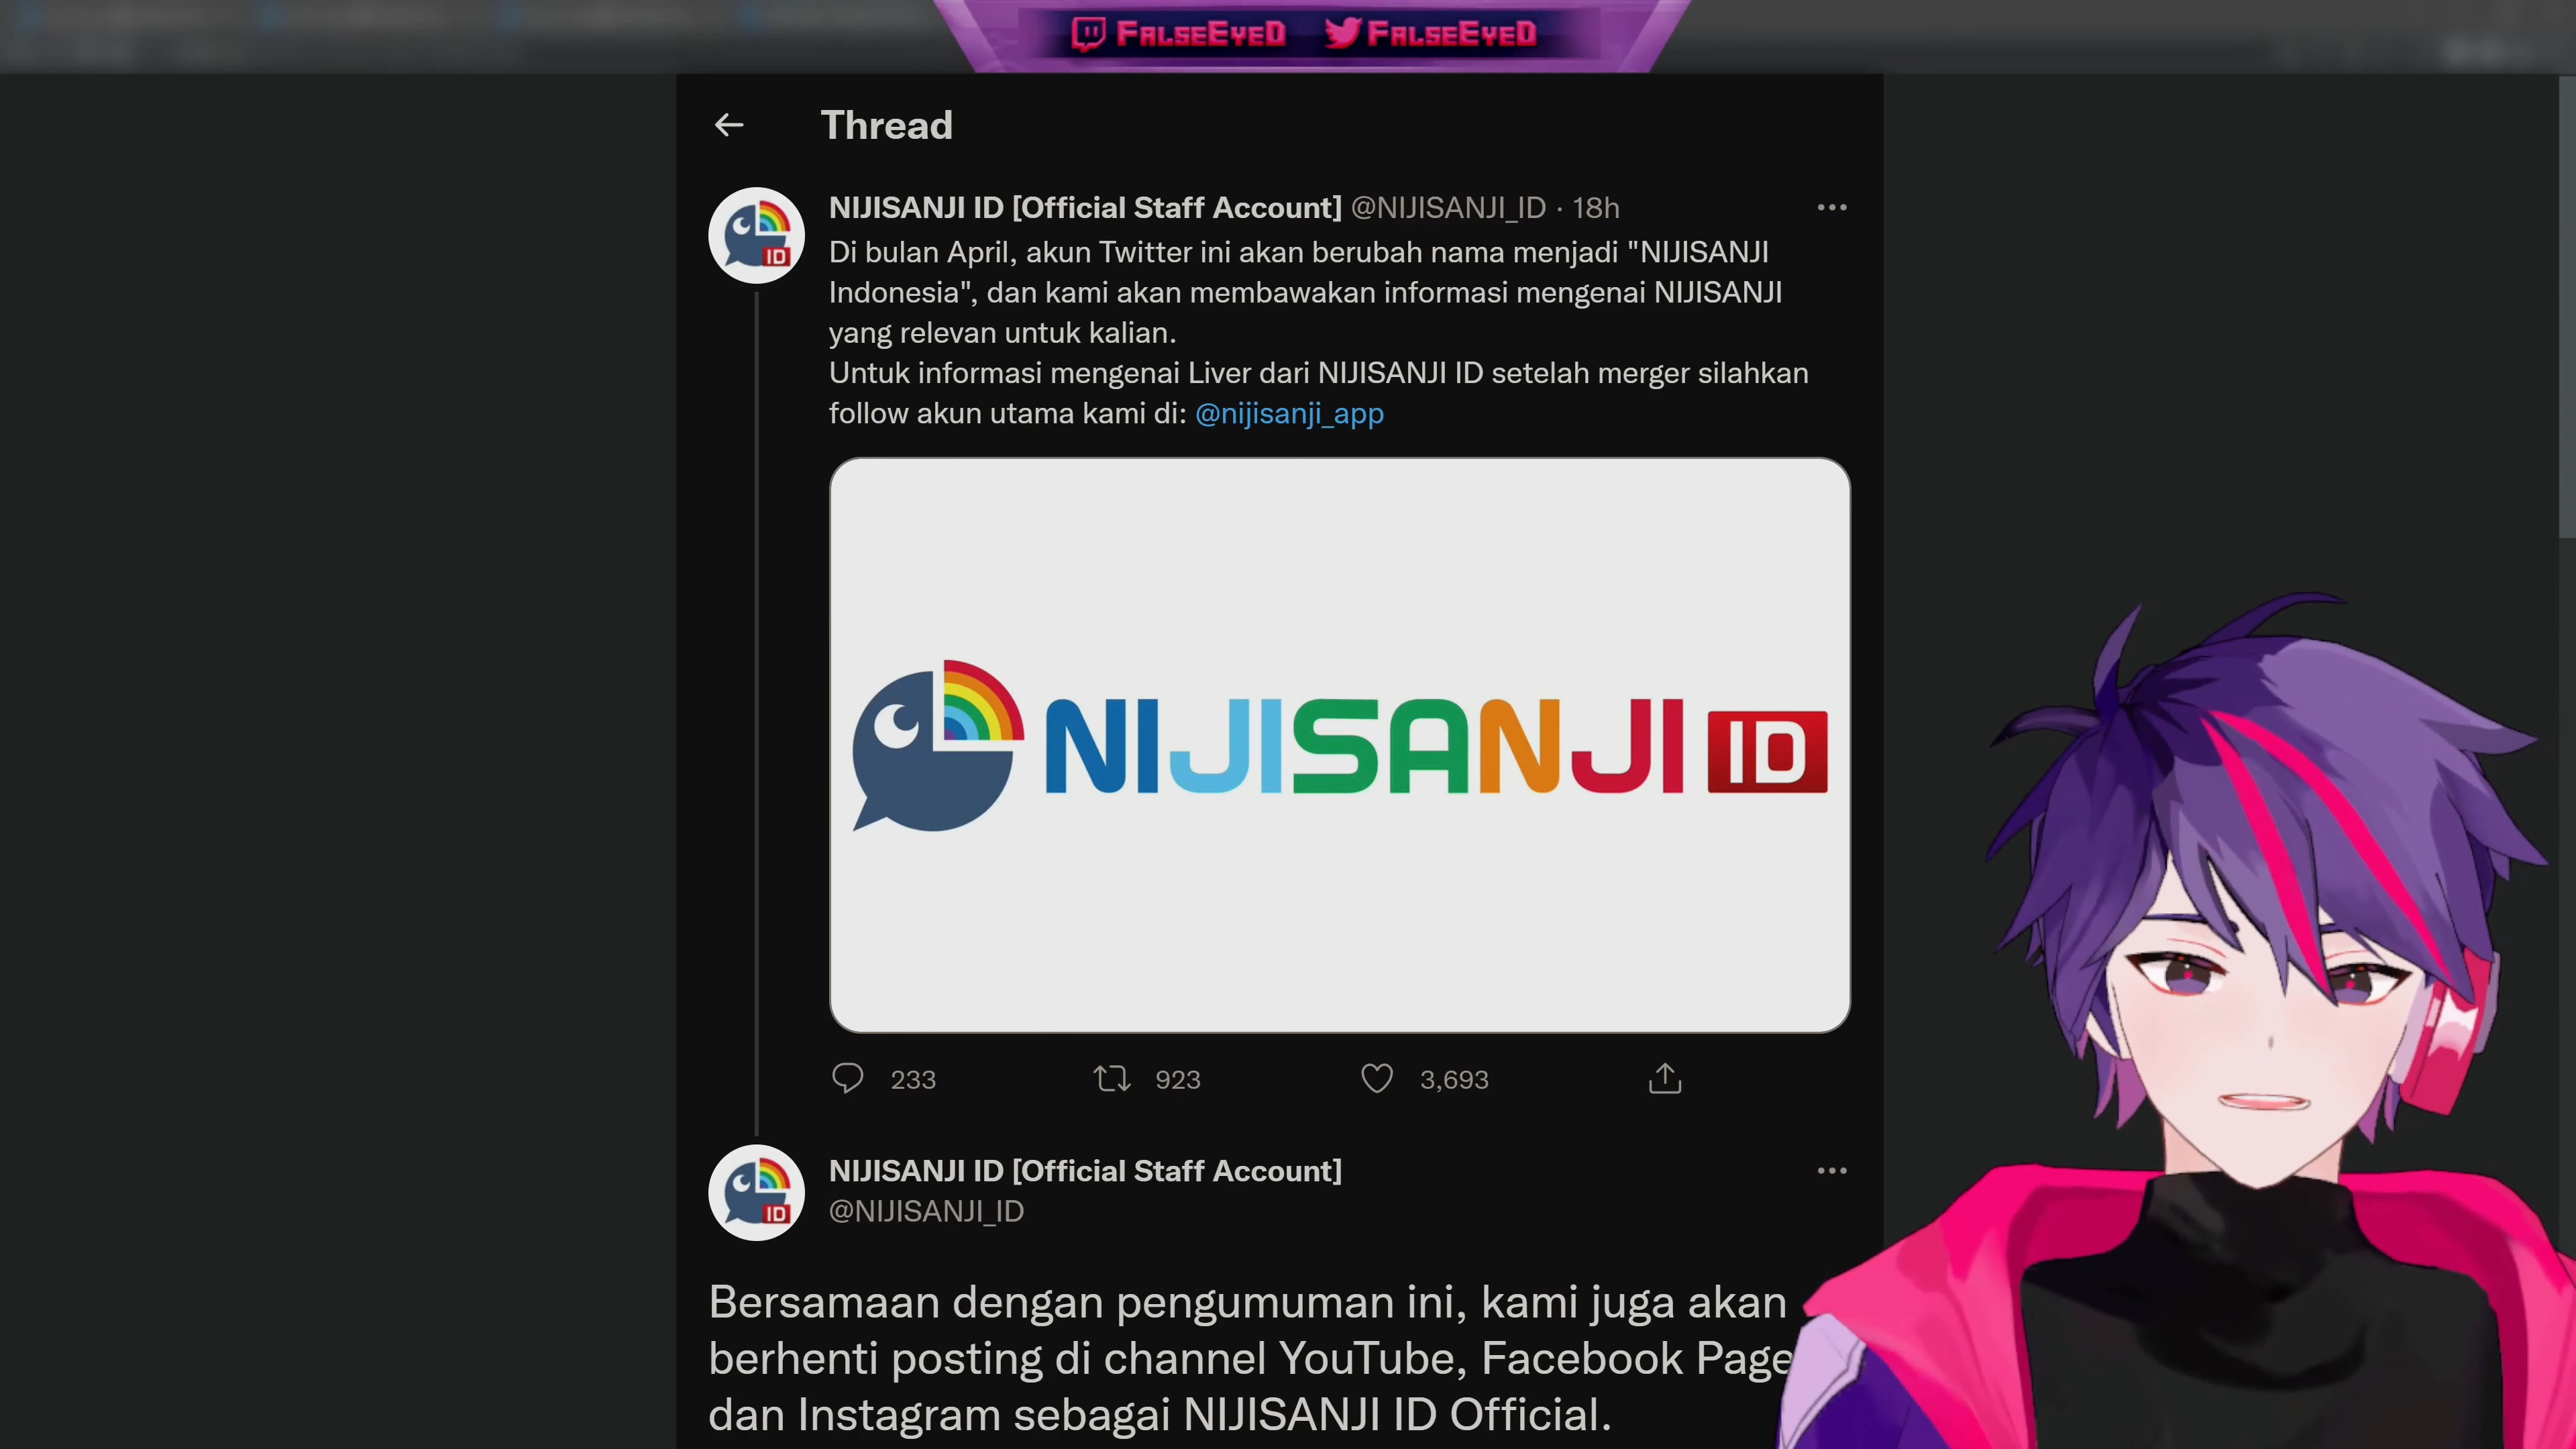 FALSEEYED FALSEEYED
Thread
NIJISANJI ID [Official Staff Account] @NIJISANJI_ID · 18h
Di bulan April, akun Twitter ini akan berubah nama menjadi "NIJISANJI
Indonesia", dan kami akan membawakan informasi mengenai NIJISANJI
yang relevan untuk kalian.
Untuk informasi mengenai Liver dari NIJISANJI ID setelah merger silahkan
follow akun utama kami di: @nijisanji_app
NIJISANJI ID
233 923 3,693
NIJISANJI ID [Official Staff Account]
@NIJISANJI_ID
Bersamaan dengan pengumuman ini, kami juga akan
berhenti posting di channel YouTube, Facebook Page
dan Instagram sebagai NIJISANJI ID Official.